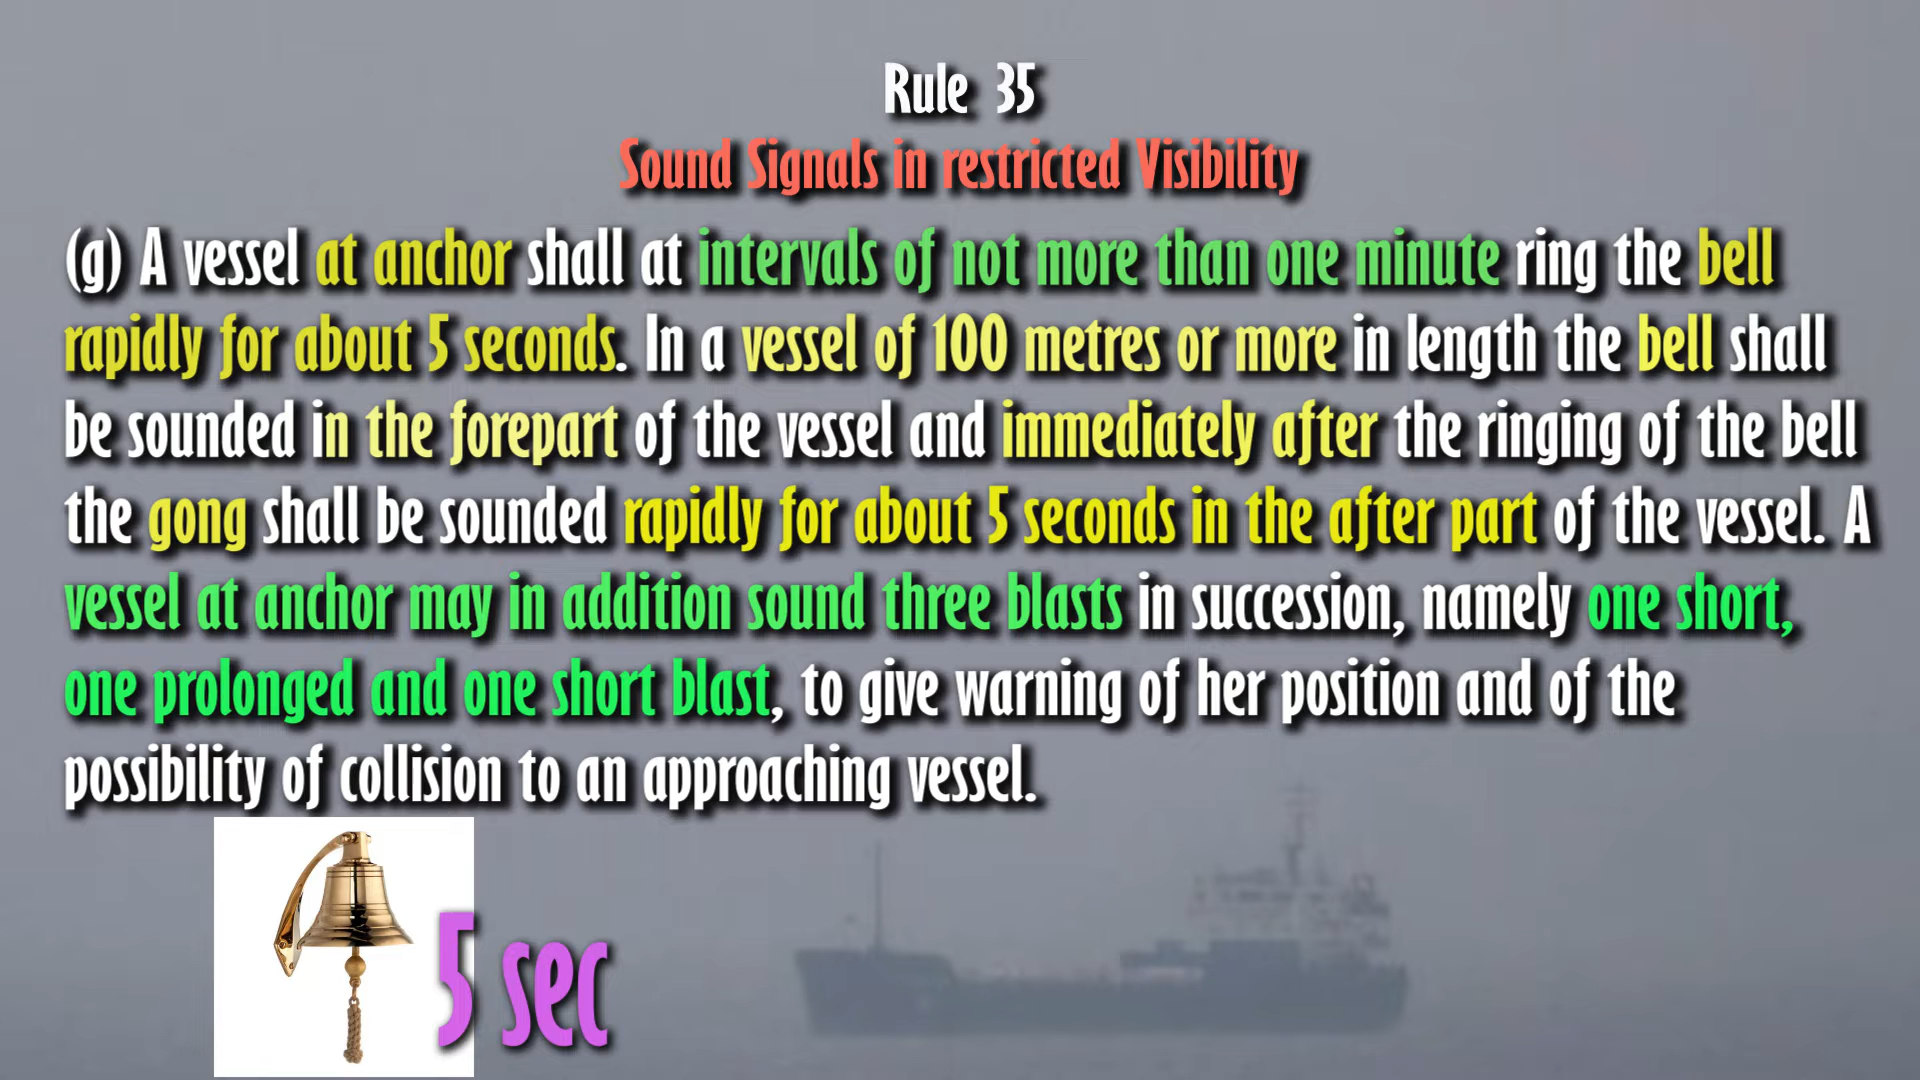 Rule 35
Sound Signals in restricted Visibility
(g) A vessel at anchor shall at intervals of not more than one minute ring the bell
rapidly for about 5 seconds. In a vessel of 100 metres or more in length the bell shall
be sounded in the forepart of the vessel and immediately after the ringing of the bell
the gong shall be sounded rapidly for about 5 seconds in the after part of the vessel. A
vessel at anchor may in addition sound three blasts in succession, namely one short,
one prolonged and one short blast, to give warning of her position and of the
possibility of collision to an approaching vessel.
5 sec